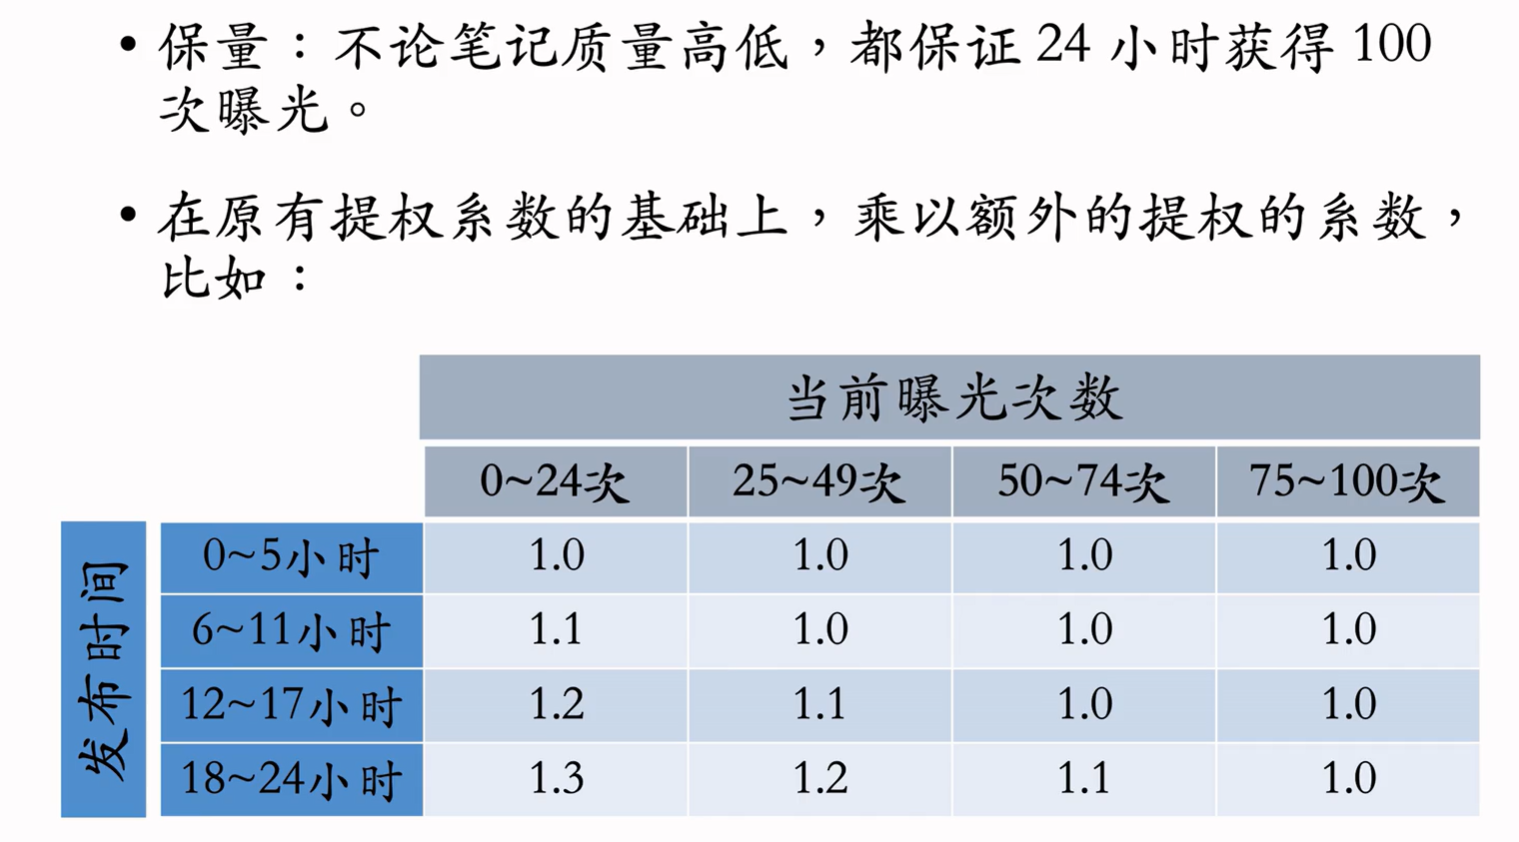 • 保量：不论笔记质量高低，都保证 24 小时获得 100
次曝光。
• 在原有提权系数的基础上，乘以额外的提权的系数，
比如：
当前曝光次数
0~24次 25~49次 50~74次 75~100次
发布时间
0~5小时 1.0 1.0 1.0 1.0
6~11小时 1.1 1.0 1.0 1.0
12~17小时 1.2 1.1 1.0 1.0
18~24小时 1.3 1.2 1.1 1.0